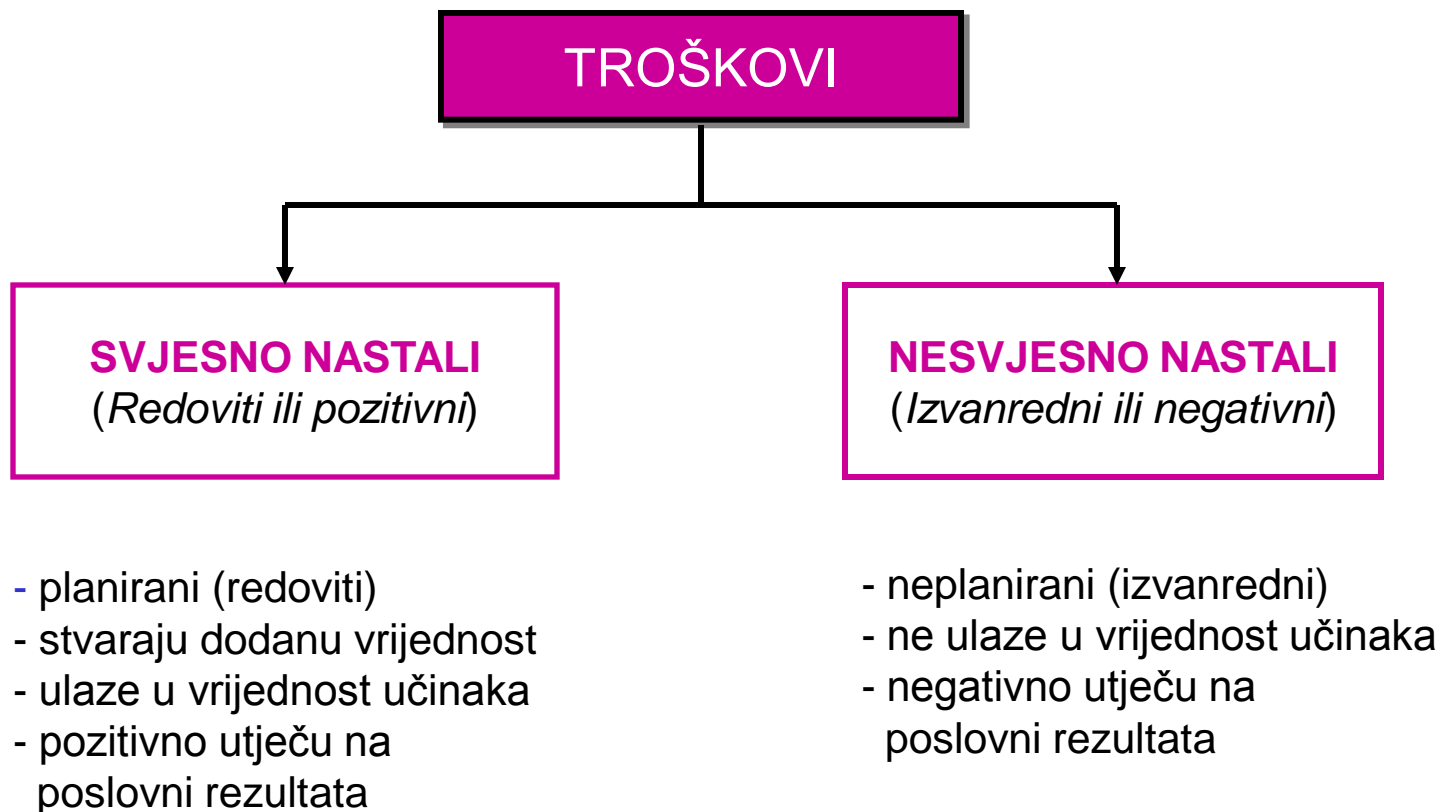 TROŠKOVI
SVJESNO NASTALI
(Redoviti ili pozitivni)
NESVJESNO NASTALI
(Izvanredni ili negativni)
- planirani (redoviti)
- stvaraju dodanu vrijednost
- ulaze u vrijednost učinaka
- pozitivno utječu na
poslovni rezultata
- neplanirani (izvanredni)
- ne ulaze u vrijednost učinaka
- negativno utječu na
poslovni rezultata